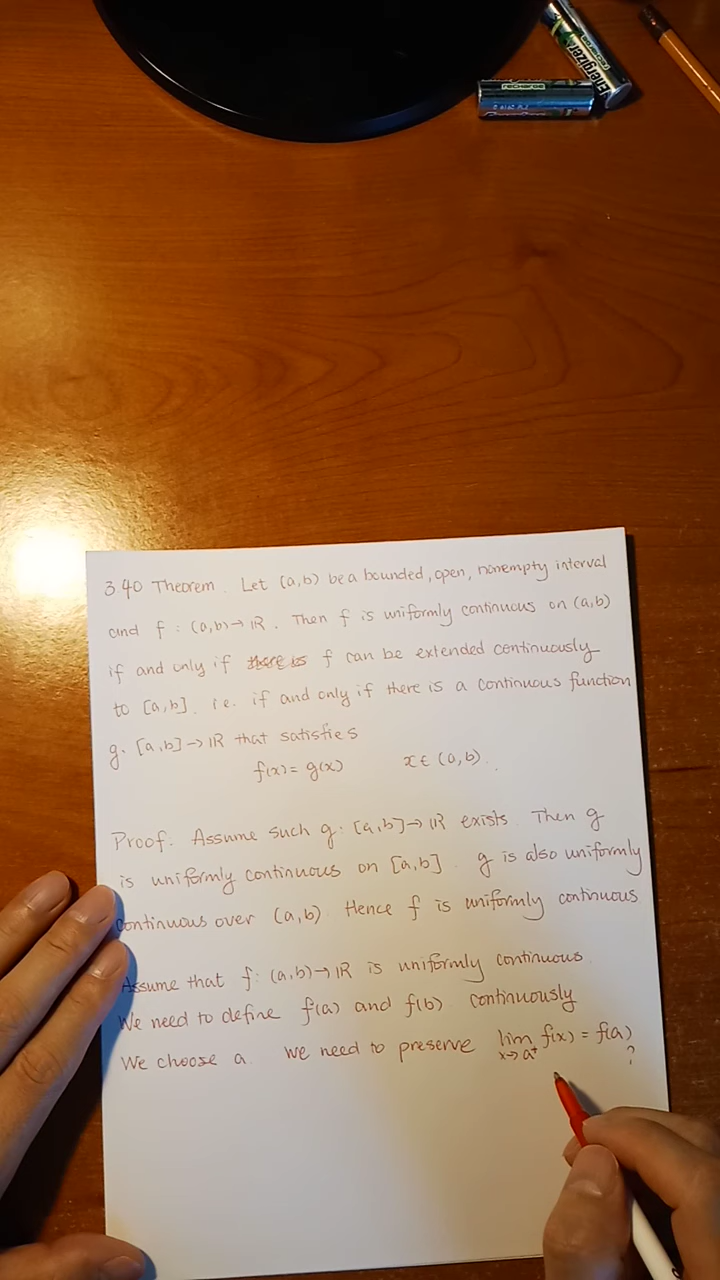 Energizer
recharge
3.40 Theorem. Let (a,b) be a bounded, open, nonempty interval
and f : (a,b) → ℝ. Then f is uniformly continuous on (a,b)
if and only if f can be extended continuously
to [a,b]. i.e. if and only if there is a continuous function
g: [a,b] → ℝ that satisfies
f(x) = g(x) x ∈ (a,b).
Proof. Assume such g: [a,b] → ℝ exists. Then g
is uniformly continuous on [a,b]. g is also uniformly
continuous over (a,b). Hence f is uniformly continuous
Assume that f: (a,b) → ℝ is uniformly continuous.
We need to define f(a) and f(b) continuously
We choose a. We need to preserve lim f(x) = f(a)
x → a⁺ ?